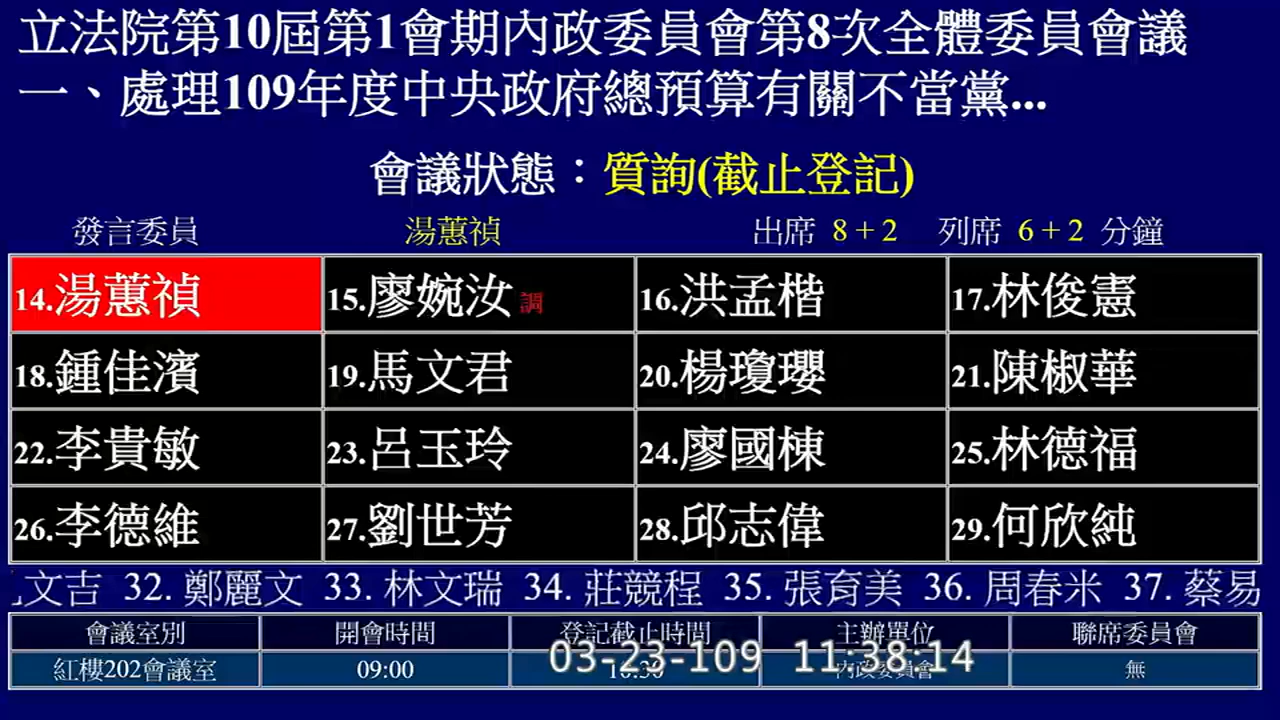 立法院第10屆第1會期內政委員會第8次全體委員會議
一、處理109年度中央政府總預算有關不當黨...
會議狀態：質詢(截止登記)
發言委員 湯蕙禎 出席 8 + 2 列席 6 + 2 分鐘
14.湯蕙禎 15.廖婉汝 調 16.洪孟楷 17.林俊憲
18.鍾佳濱 19.馬文君 20.楊瓊瓔 21.陳椒華
22.李貴敏 23.呂玉玲 24.廖國棟 25.林德福
26.李德維 27.劉世芳 28.邱志偉 29.何欣純
文吉 32. 鄭麗文 33. 林文瑞 34. 莊競程 35. 張育美 36. 周春米 37. 蔡易
會議室別 開會時間 登記截止時間 主辦單位 聯席委員會
紅樓202會議室 09:00 10:30 內政委員會 無
03-23-109 11:38:14